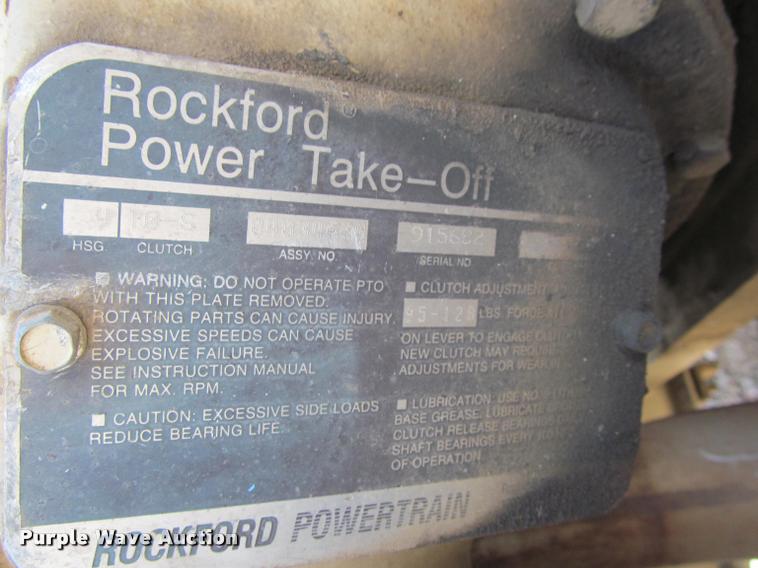 Rockford®
Power Take-Off
HSG CLUTCH ASSY. NO. SERIAL NO
WARNING: DO NOT OPERATE PTO
WITH THIS PLATE REMOVED.
ROTATING PARTS CAN CAUSE INJURY.
EXCESSIVE SPEEDS CAN CAUSE
EXPLOSIVE FAILURE.
SEE INSTRUCTION MANUAL
FOR MAX. RPM.
CAUTION: EXCESSIVE SIDE LOADS
REDUCE BEARING LIFE.
CLUTCH ADJUSTMENT
LBS FORCE
ON LEVER TO ENGAGE
NEW CLUTCH MAY REQUIRE
ADJUSTMENTS FOR WEAR
LUBRICATION: USE NO.
BASE GREASE. LUBRICATE
CLUTCH RELEASE BEARING
SHAFT BEARINGS EVERY
OF OPERATION.
ROCKFORD POWERTRAIN
Purple Wave Auction